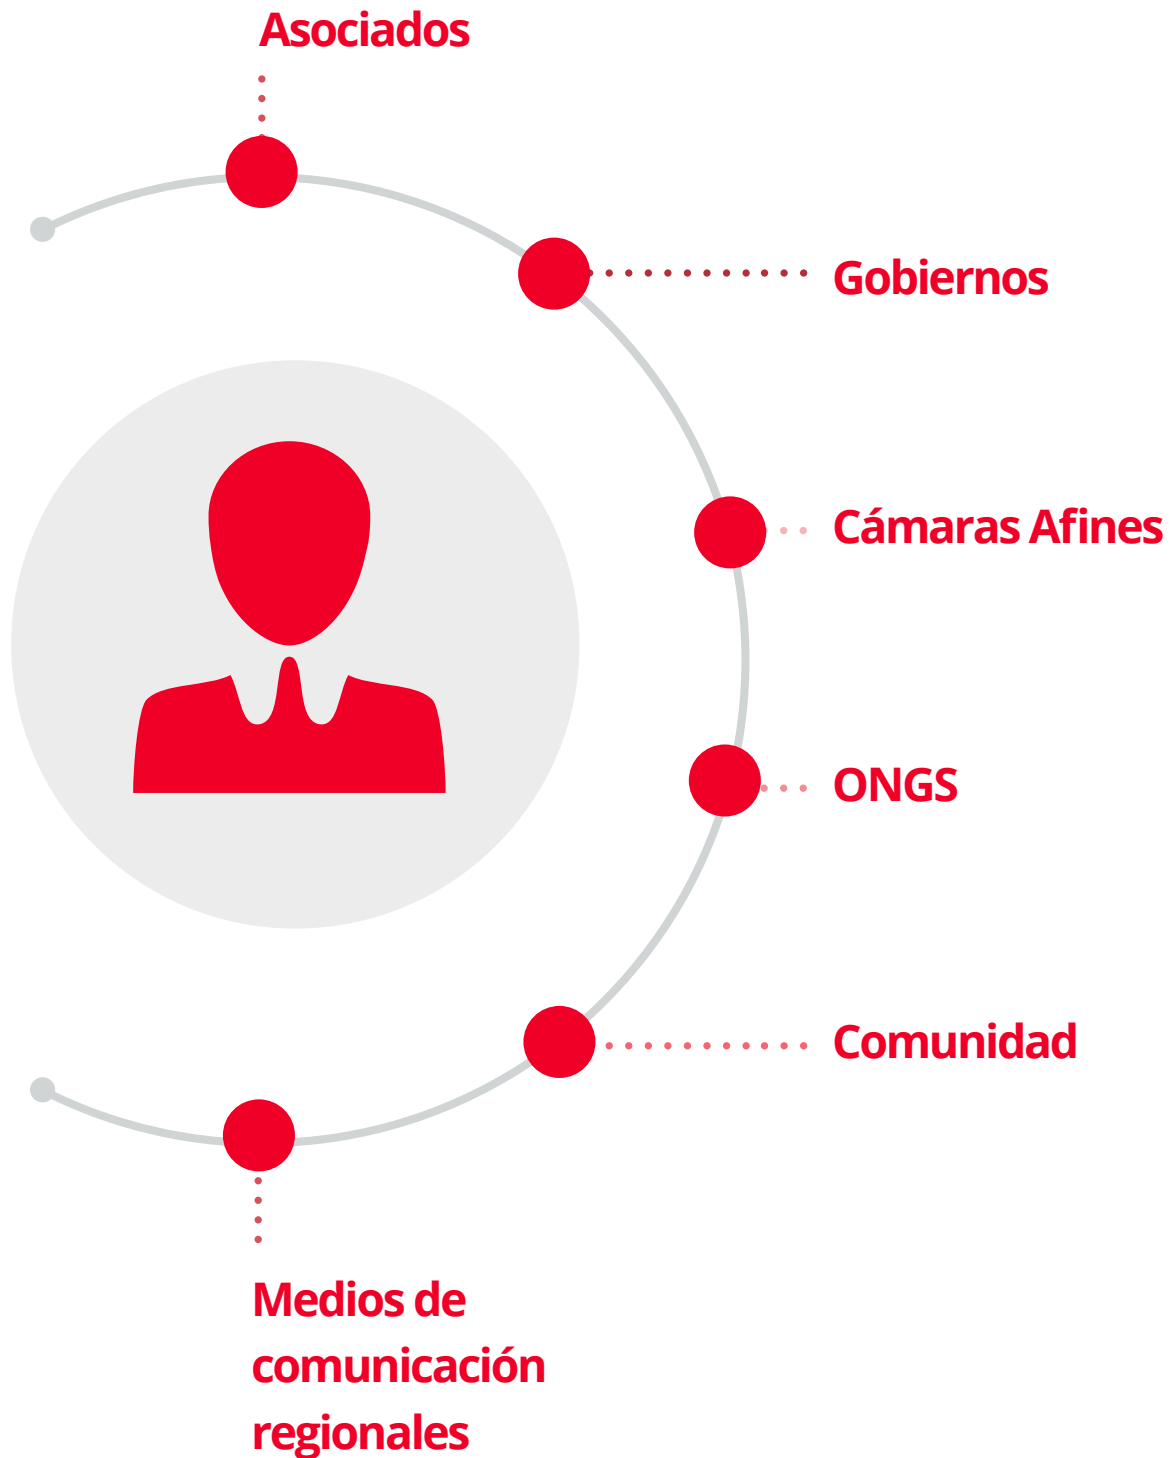 Asociados
Gobiernos
Cámaras Afines
ONGS
Comunidad
Medios de
comunicación
regionales